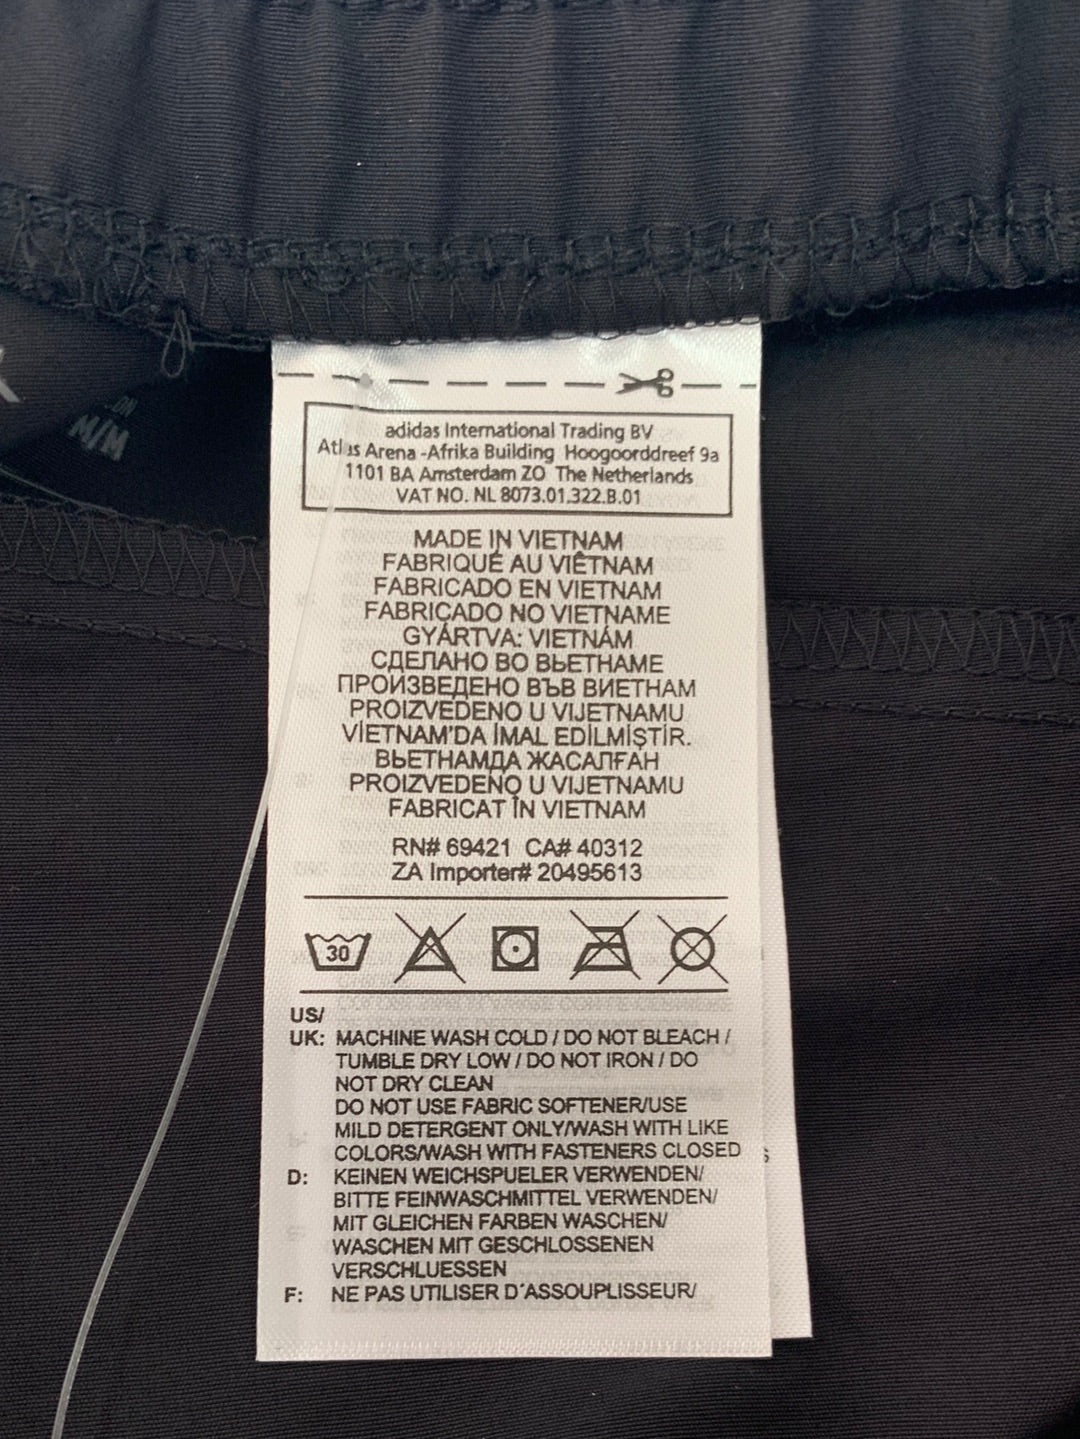 M/M
adidas International Trading BV
Atlas Arena -Afrika Building Hoogoorddreef 9a
1101 BA Amsterdam ZO The Netherlands
VAT NO. NL 8073.01.322.B.01
MADE IN VIETNAM
FABRIQUÉ AU VIÊTNAM
FABRICADO EN VIETNAM
FABRICADO NO VIETNAME
GYÁRTVA: VIETNÁM
СДЕЛАНО ВО ВЬЕТНАМЕ
ПРОИЗВЕДЕНО ВЪВ ВИЕТНАМ
PROIZVEDENO U VIJETNAMU
VİETNAM'DA İMAL EDİLMİŞTİR.
ВЬЕТНАМДА ЖАСАЛҒАН
PROIZVEDENO U VIJETNAMU
FABRICAT ÎN VIETNAM
RN# 69421 CA# 40312
ZA Importer# 20495613
30
US/
UK: MACHINE WASH COLD / DO NOT BLEACH /
TUMBLE DRY LOW / DO NOT IRON / DO
NOT DRY CLEAN
DO NOT USE FABRIC SOFTENER/USE
MILD DETERGENT ONLY/WASH WITH LIKE
COLORS/WASH WITH FASTENERS CLOSED
D: KEINEN WEICHSPUELER VERWENDEN/
BITTE FEINWASCHMITTEL VERWENDEN/
MIT GLEICHEN FARBEN WASCHEN/
WASCHEN MIT GESCHLOSSENEN
VERSCHLUESSEN
F: NE PAS UTILISER D'ASSOUPLISSEUR/